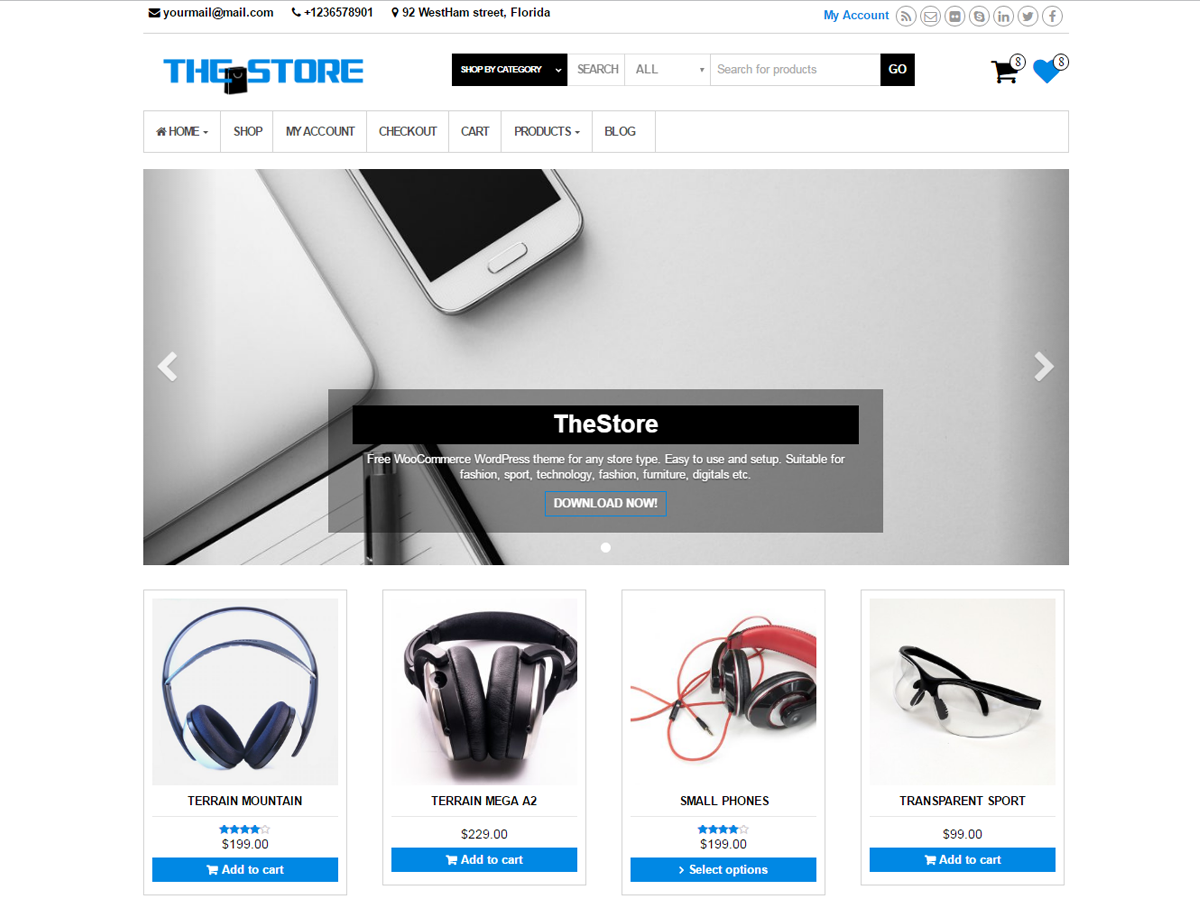 yourmail@mail.com +1236578901 92 WestHam street, Florida My Account
THE STORE
SHOP BY CATEGORY SEARCH ALL Search for products GO 8 8
HOME SHOP MY ACCOUNT CHECKOUT CART PRODUCTS BLOG
TheStore
Free WooCommerce WordPress theme for any store type. Easy to use and setup. Suitable for
fashion, sport, technology, fashion, furniture, digitals etc.
DOWNLOAD NOW!
TERRAIN MOUNTAIN
$199.00
Add to cart
TERRAIN MEGA A2
$229.00
Add to cart
SMALL PHONES
$199.00
Select options
TRANSPARENT SPORT
$99.00
Add to cart